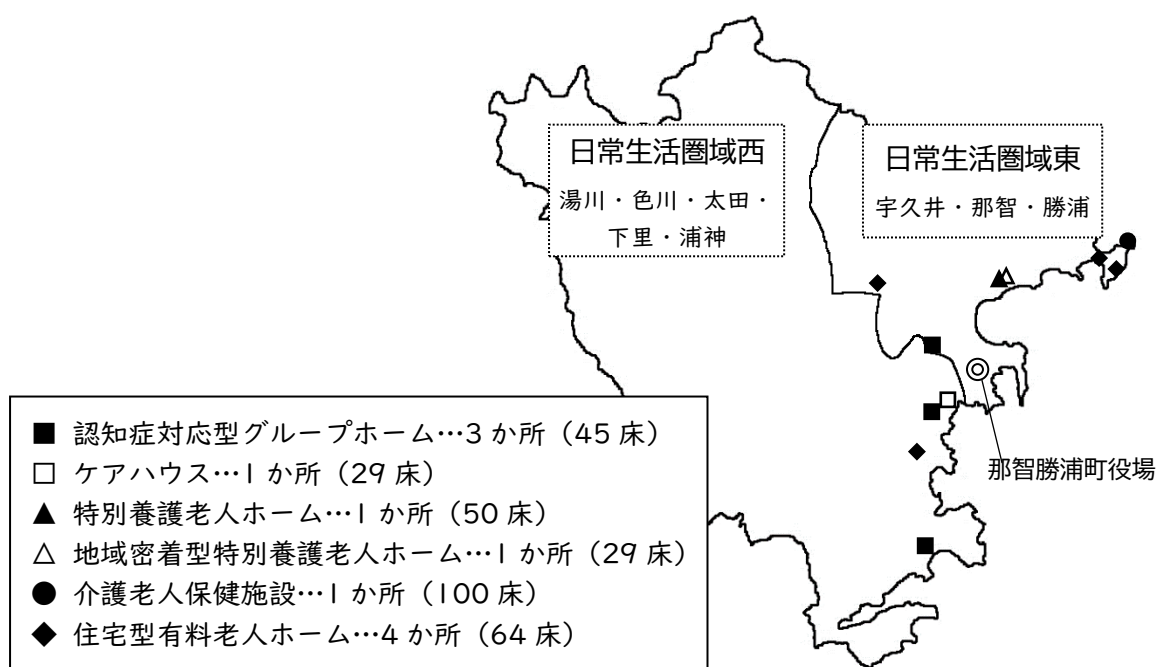 日常生活圏域西
湯川・色川・太田・
下里・浦神
日常生活圏域東
宇久井・那智・勝浦
那智勝浦町役場
■ 認知症対応型グループホーム…3か所（45床）
□ ケアハウス…1か所（29床）
▲ 特別養護老人ホーム…1か所（50床）
△ 地域密着型特別養護老人ホーム…1か所（29床）
● 介護老人保健施設…1か所（100床）
◆ 住宅型有料老人ホーム…4か所（64床）